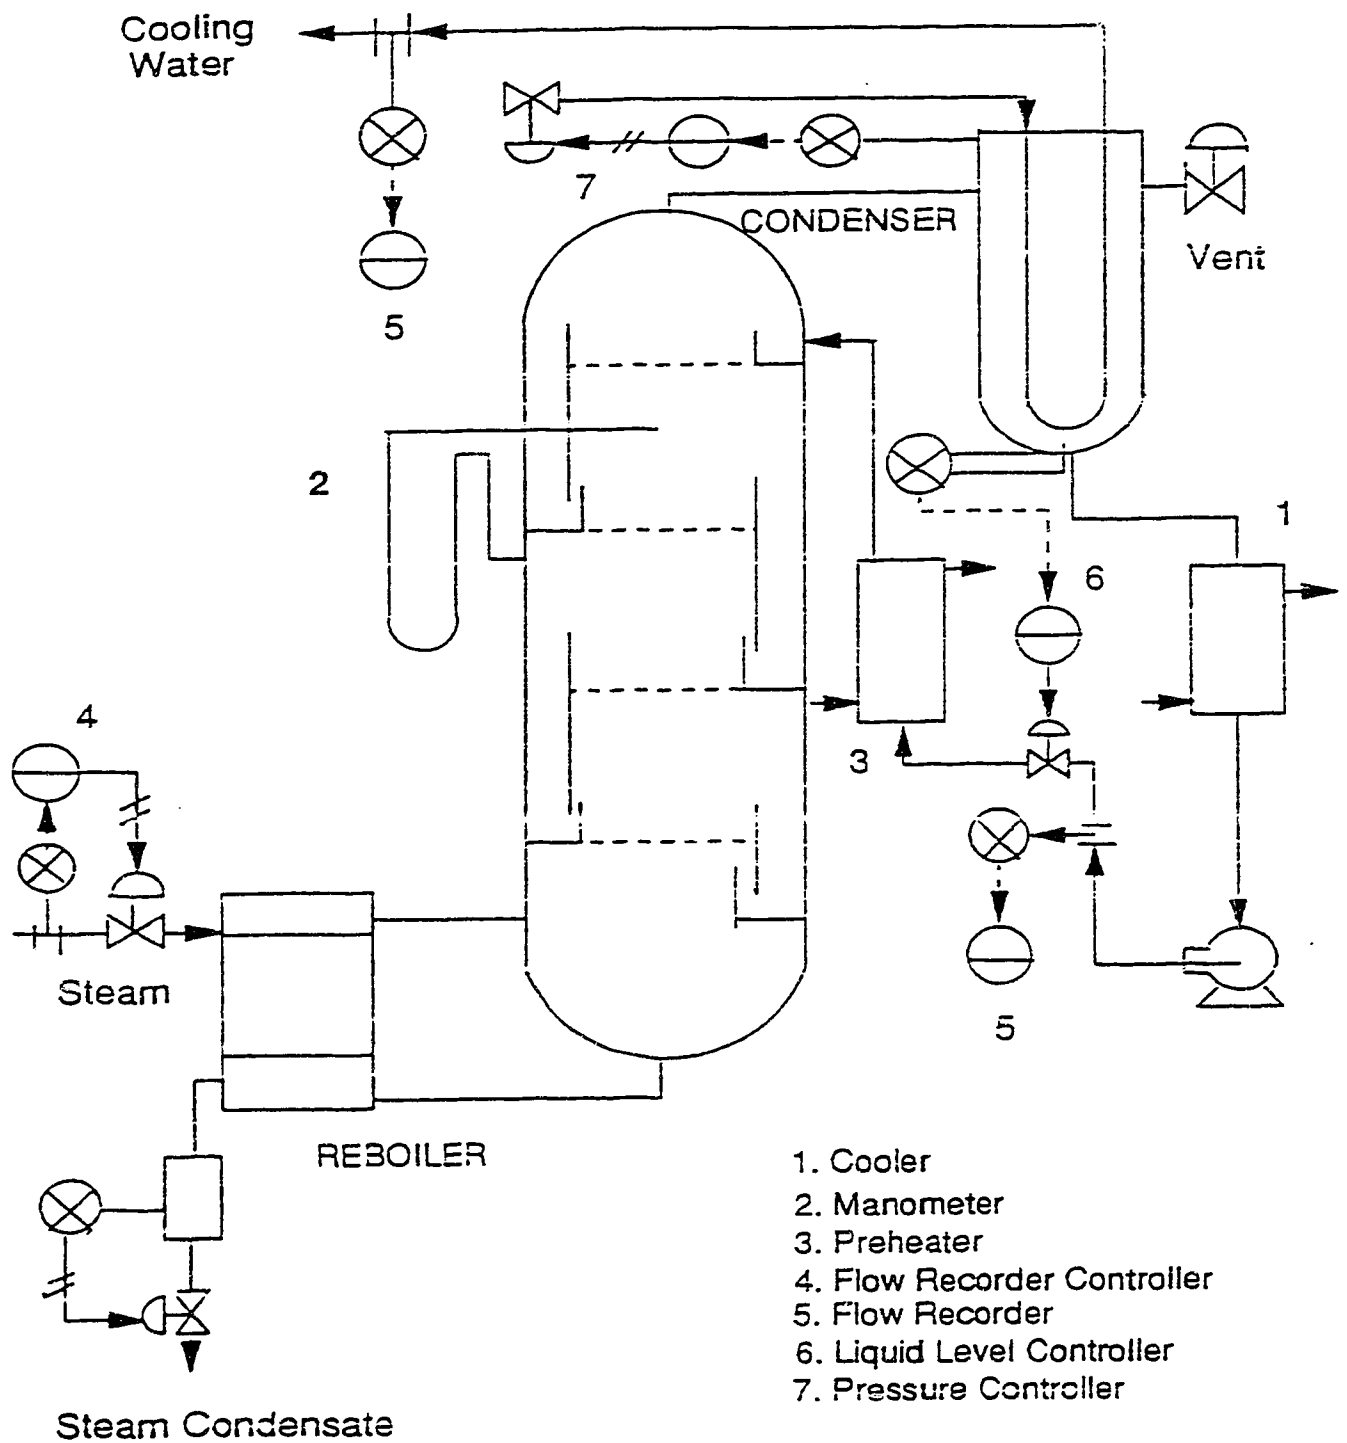 Cooling
Water
7
CONDENSER
Vent
5
2
1
6
4
3
Steam
5
REBOILER
1. Cooler
2. Manometer
3. Preheater
4. Flow Recorder Controller
5. Flow Recorder
6. Liquid Level Controller
7. Pressure Controller
Steam Condensate